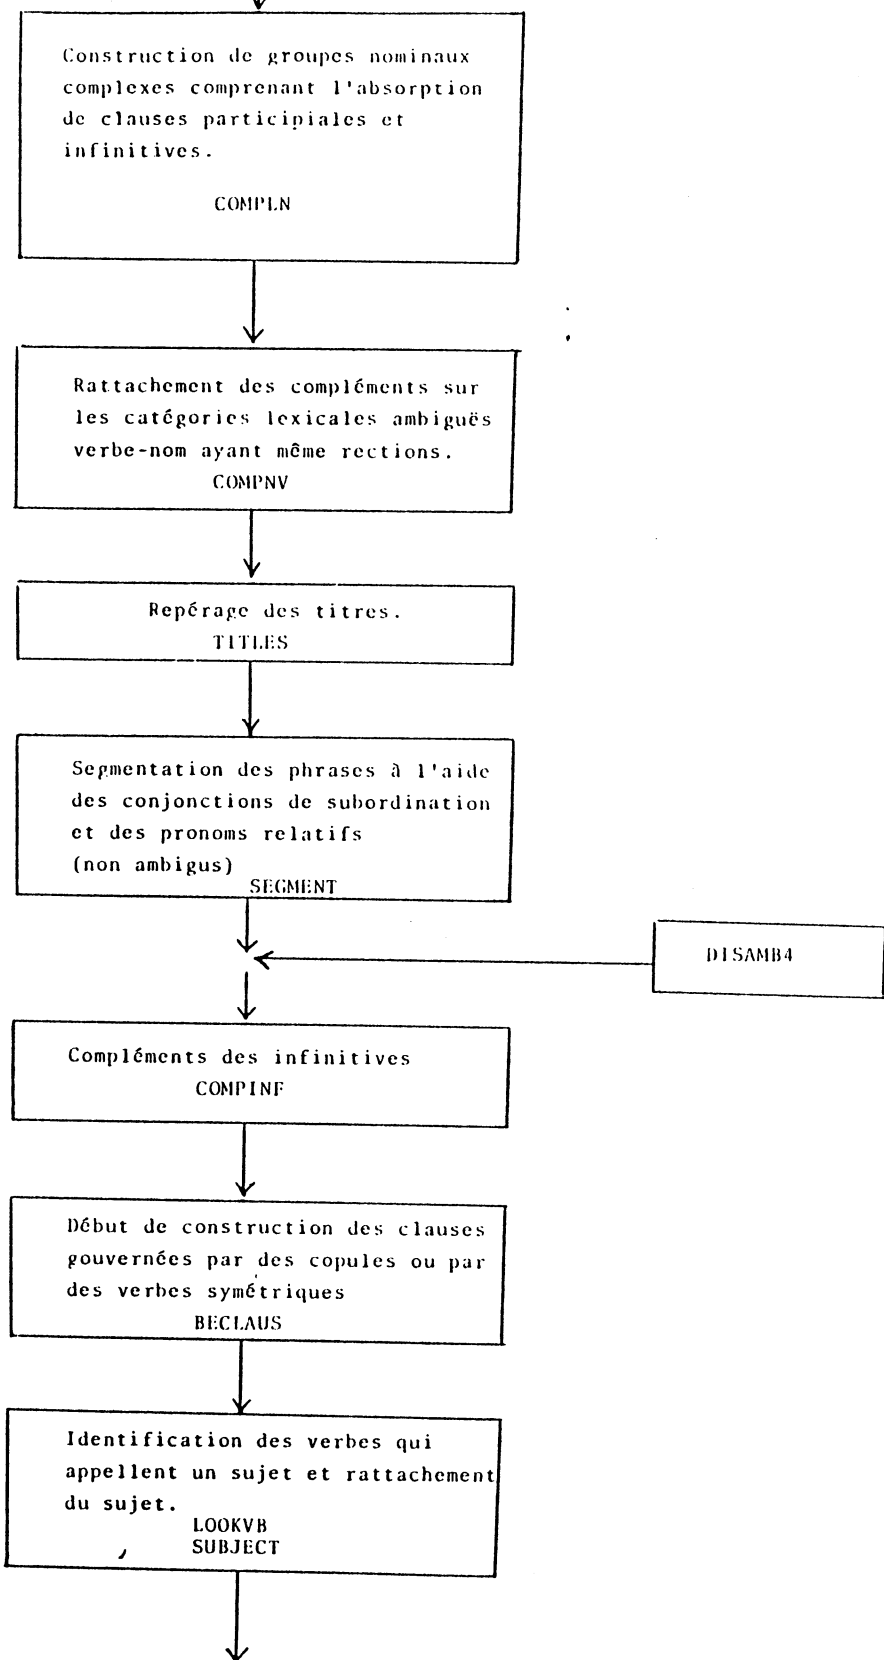 Construction de groupes nominaux
complexes comprenant l'absorption
de clauses participiales et
infinitives.
COMPLN
Rattachement des compléments sur
les catégories lexicales ambiguës
verbe-nom ayant même rections.
COMPNV
Repérage des titres.
TITLES
Segmentation des phrases à l'aide
des conjonctions de subordination
et des pronoms relatifs
(non ambigus)
SEGMENT
DISAMB4
Compléments des infinitives
COMPINF
Début de construction des clauses
gouvernées par des copules ou par
des verbes symétriques
BECLAUS
Identification des verbes qui
appellent un sujet et rattachement
du sujet.
LOOKVB
SUBJECT